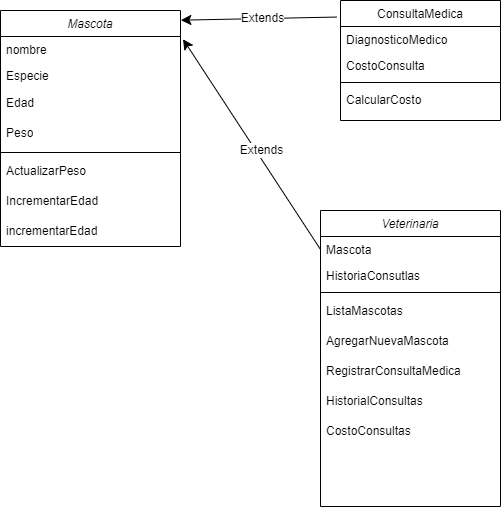 Mascota
nombre
Especie
Edad
Peso
ActualizarPeso
IncrementarEdad
incrementarEdad
Extends
ConsultaMedica
DiagnosticoMedico
CostoConsulta
CalcularCosto
Extends
Veterinaria
Mascota
HistoriaConsutlas
ListaMascotas
AgregarNuevaMascota
RegistrarConsultaMedica
HistorialConsultas
CostoConsultas